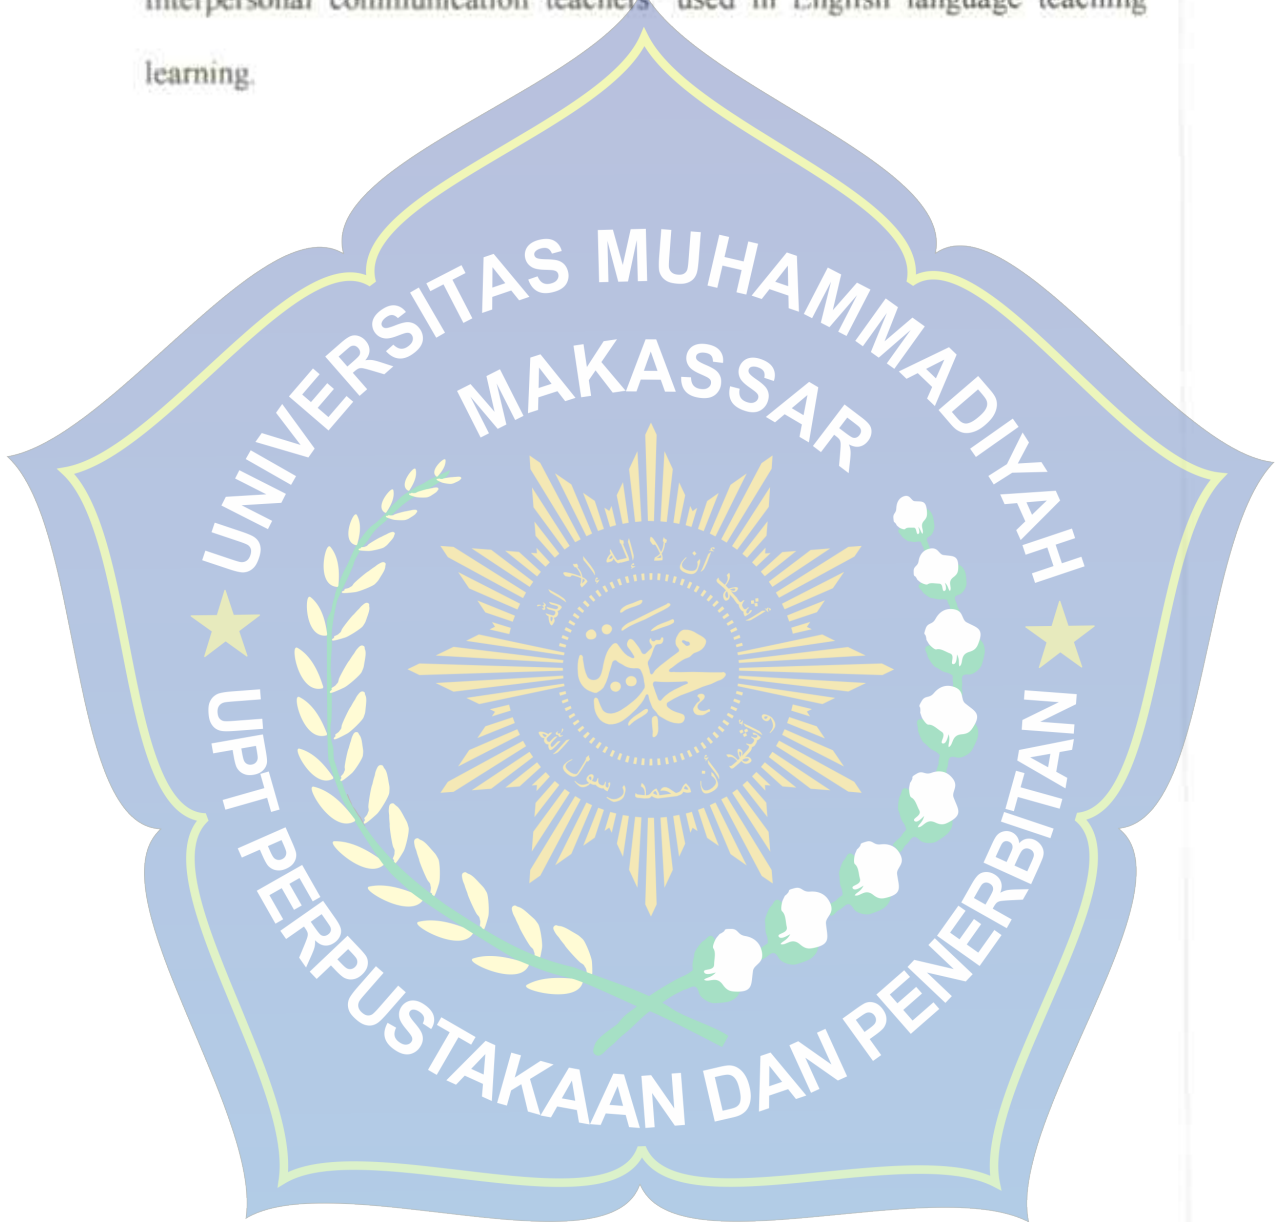 interpersonal communication teachers' used in English language teaching
learning.
UNIVERSITAS MUHAMMADIYAH
MAKASSAR
أشهد أن لا إله إلا الله
محمدية
وأشهد أن محمد رسول الله
UPT PERPUSTAKAAN DAN PENERBITAN